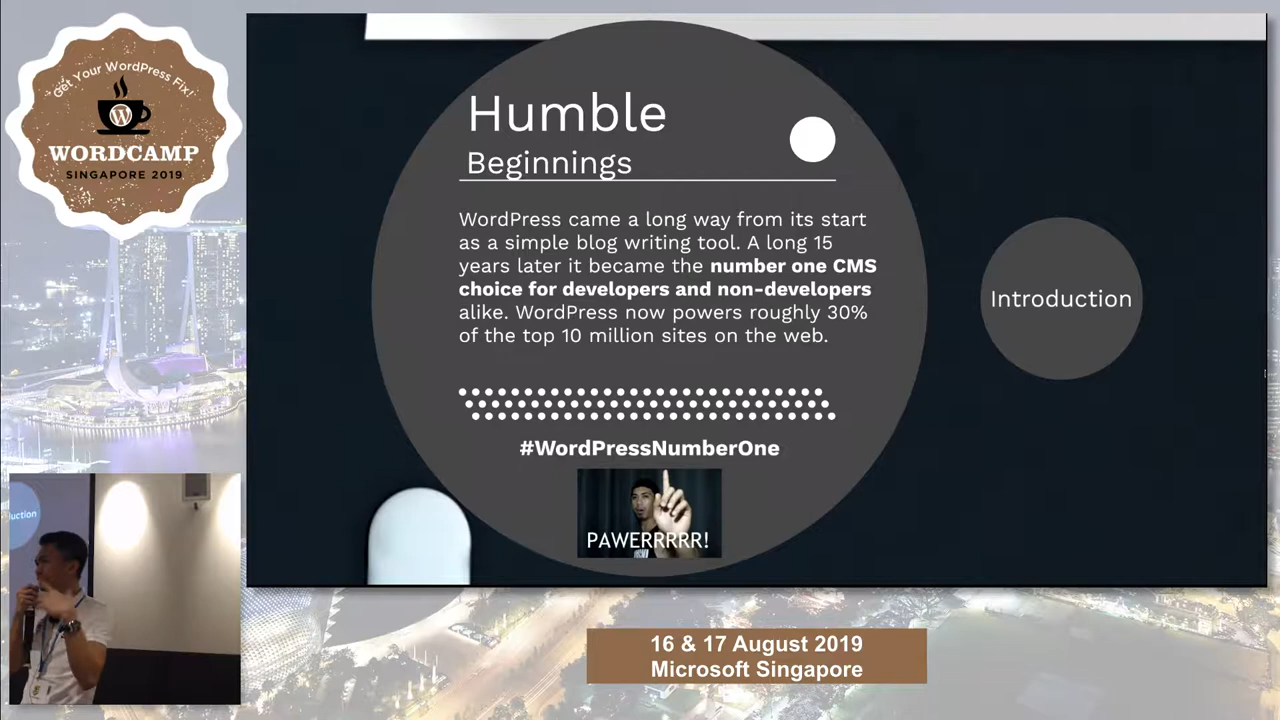 Get Your WordPress Fix!
W
WORDCAMP
SINGAPORE 2019
Humble
Beginnings
WordPress came a long way from its start
as a simple blog writing tool. A long 15
years later it became the number one CMS
choice for developers and non-developers
alike. WordPress now powers roughly 30%
of the top 10 million sites on the web.
#WordPressNumberOne
PAWERRRRR!
Introduction
uction
16 & 17 August 2019
Microsoft Singapore